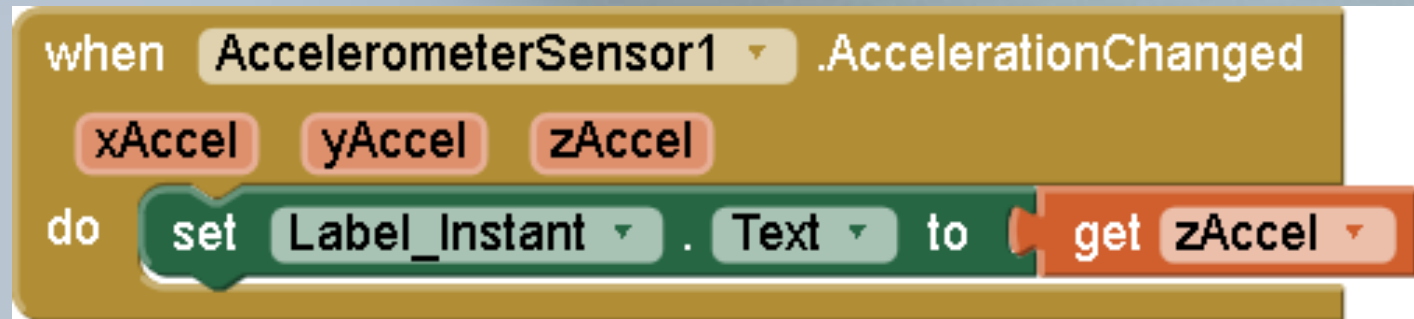 when AccelerometerSensor1 .AccelerationChanged
xAccel yAccel zAccel
do set Label_Instant . Text to get zAccel